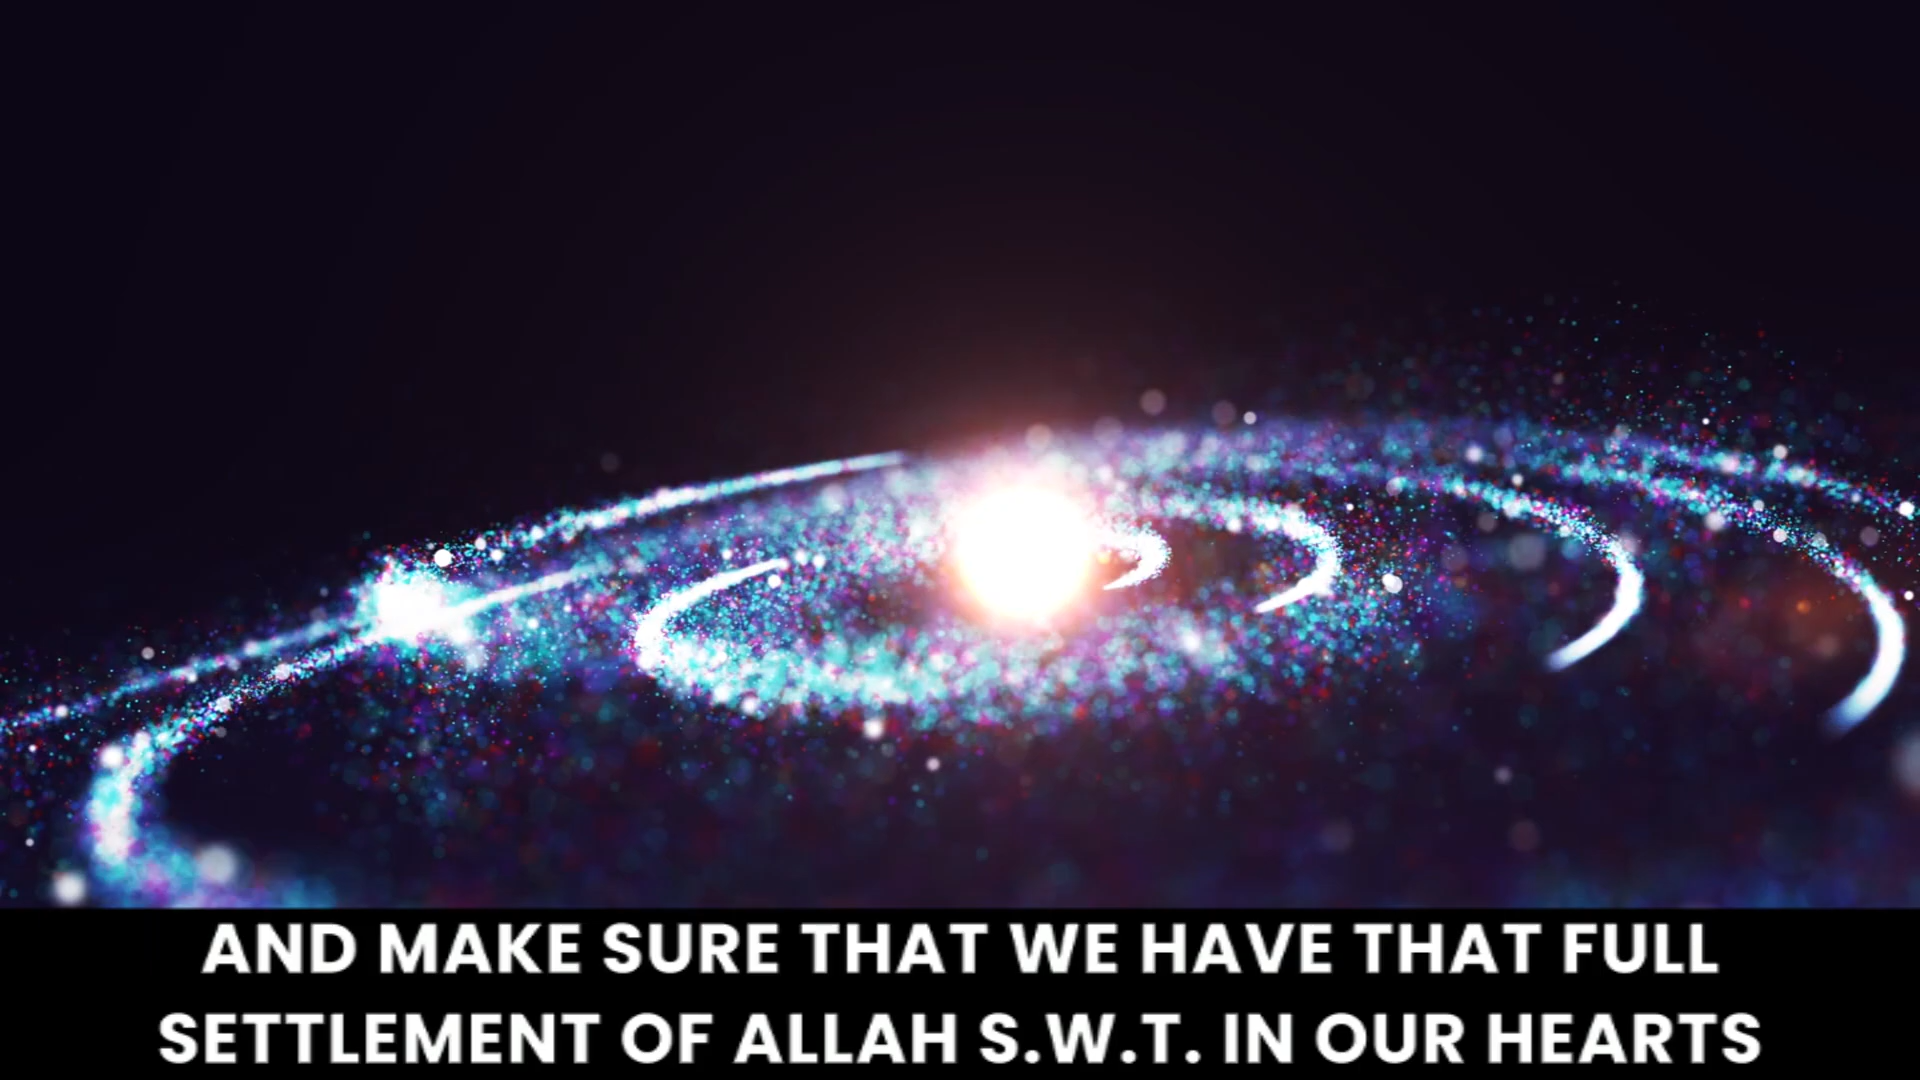 AND MAKE SURE THAT WE HAVE THAT FULL
SETTLEMENT OF ALLAH S.W.T. IN OUR HEARTS